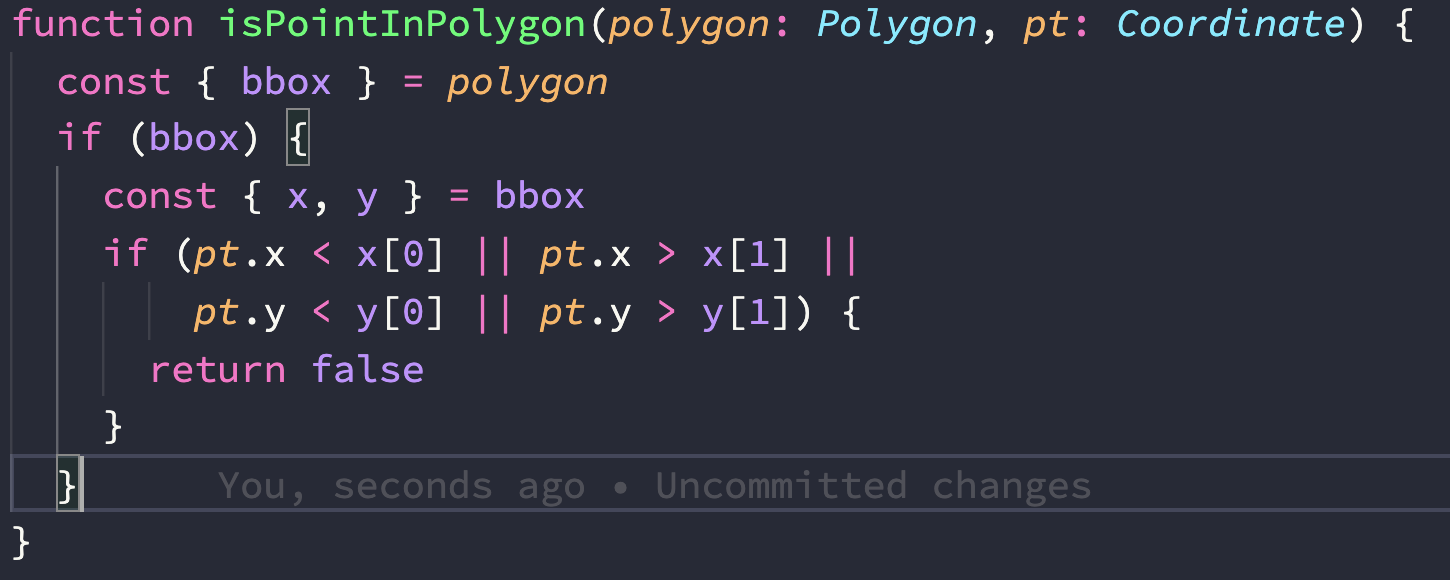 function isPointInPolygon(polygon: Polygon, pt: Coordinate) {
  const { bbox } = polygon
  if (bbox) {
    const { x, y } = bbox
    if (pt.x < x[0] || pt.x > x[1] ||
        pt.y < y[0] || pt.y > y[1]) {
      return false
    }
  }      You, seconds ago • Uncommitted changes
}